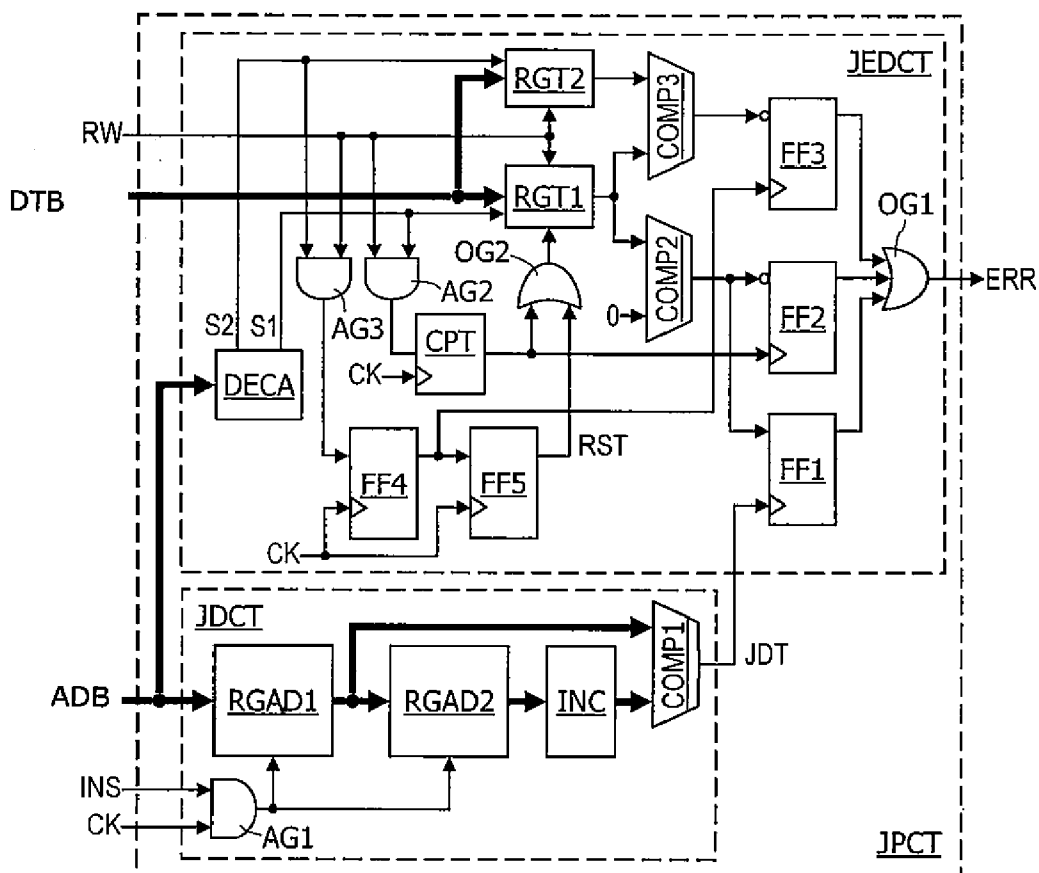 JEDCT
RGT2
COMP3
RW
FF3
DTB
RGT1
OG1
OG2
COMP2
AG2
ERR
AG3
FF2
S2
S1
0
CPT
CK
DECA
RST
FF4
FF5
FF1
CK
JDCT
COMP1
JDT
ADB
RGAD1
RGAD2
INC
INS
CK
AG1
JPCT